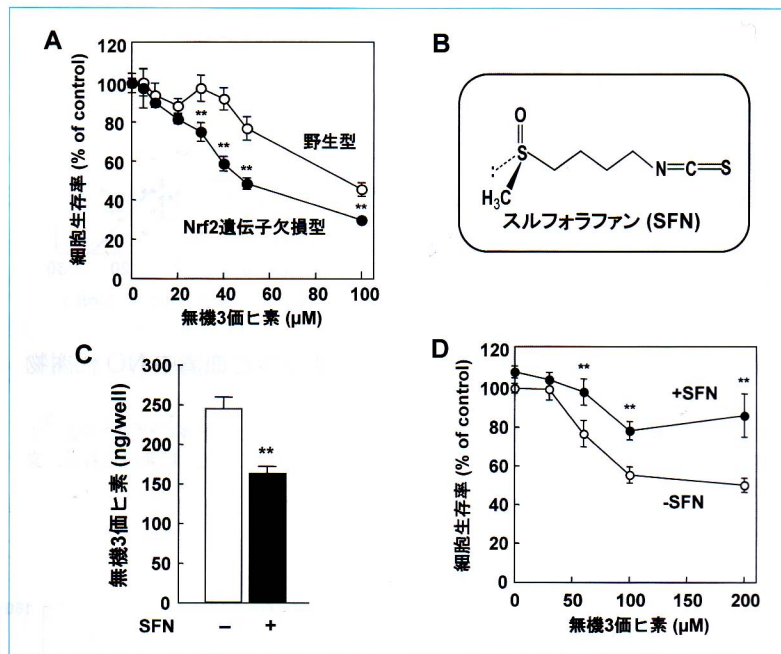 A
細胞生存率 (% of control)
120
100
80
60
40
20
0
**
**
**
**
野生型
Nrf2遺伝子欠損型
0 20 40 60 80 100
無機3価ヒ素 (μM)
B
O
S
H₃C
N=C=S
スルフォラファン (SFN)
C
無機3価ヒ素 (ng/well)
300
250
200
150
100
50
0
**
SFN – +
D
細胞生存率 (% of control)
120
100
80
60
40
20
0
** ** **
+SFN
-SFN
0 50 100 150 200
無機3価ヒ素 (μM)